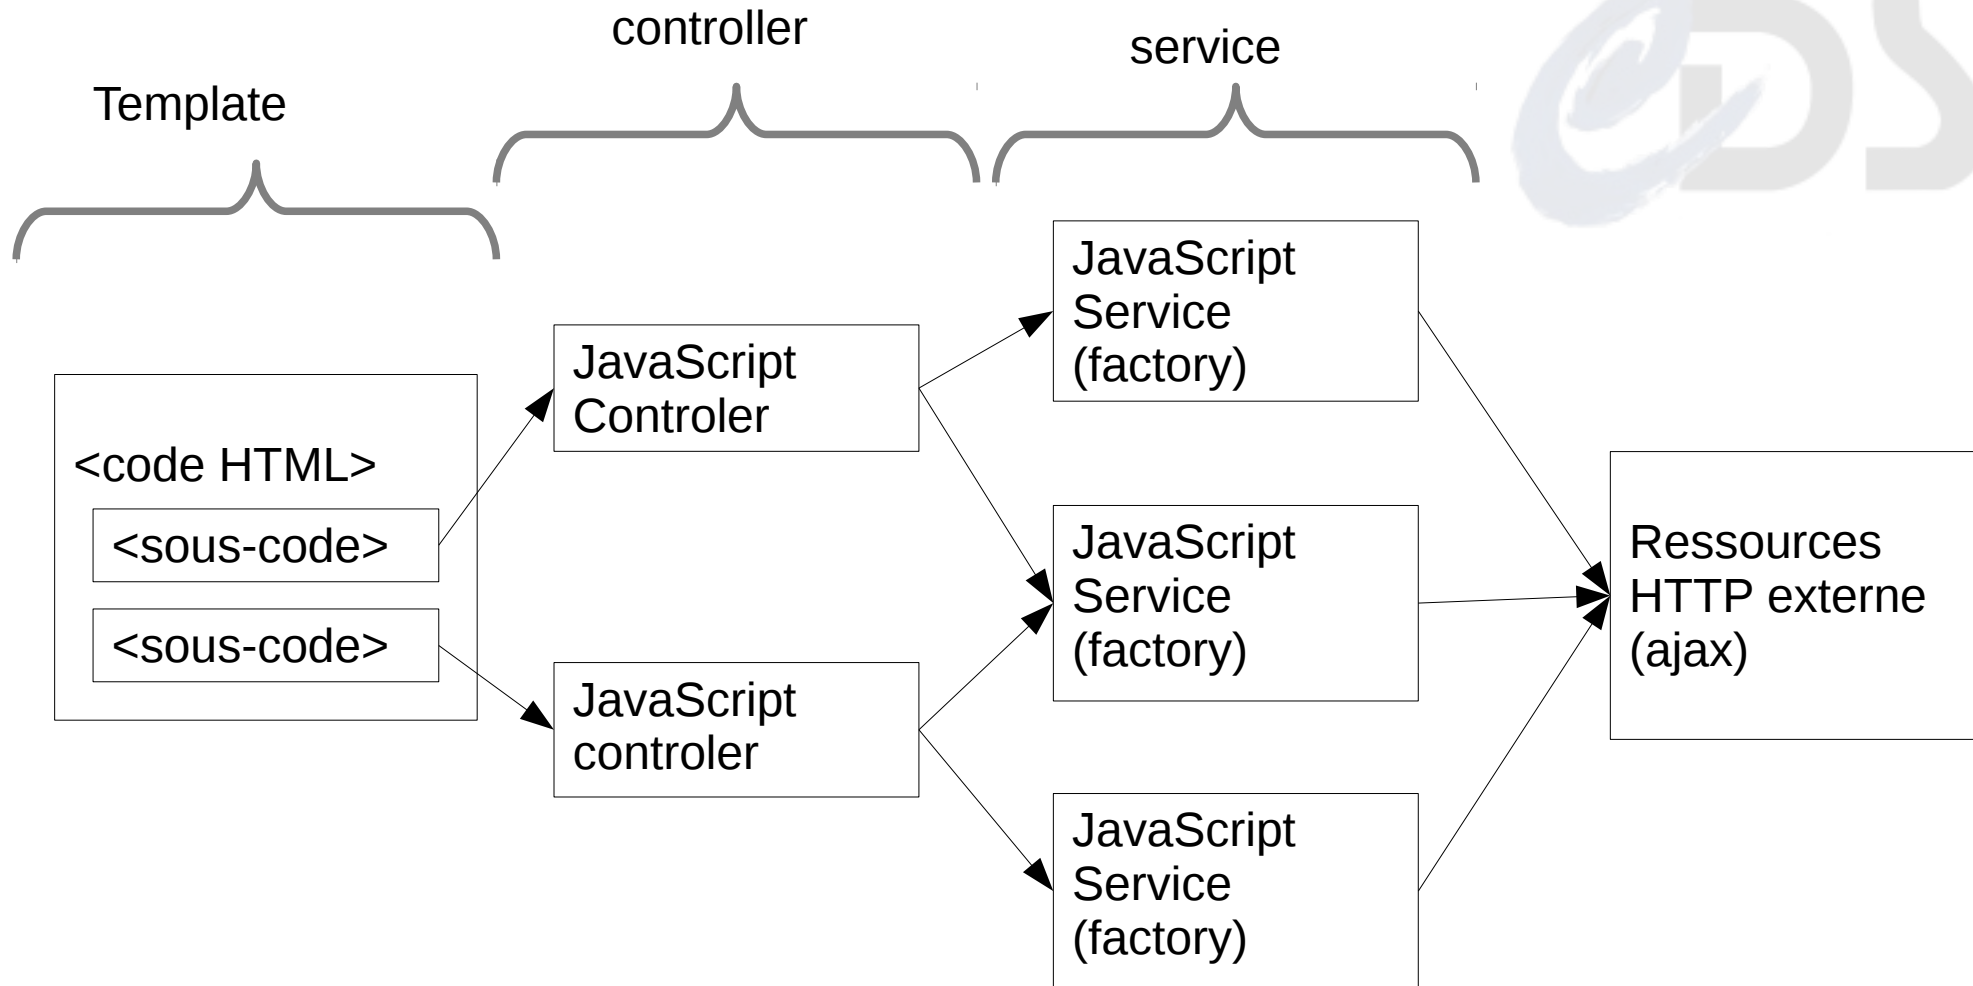 controller
service
Template
JavaScript
Service
(factory)
JavaScript
Controler
<code HTML>
<sous-code>
<sous-code>
JavaScript
Service
(factory)
Ressources
HTTP externe
(ajax)
JavaScript
controler
JavaScript
Service
(factory)
CDS